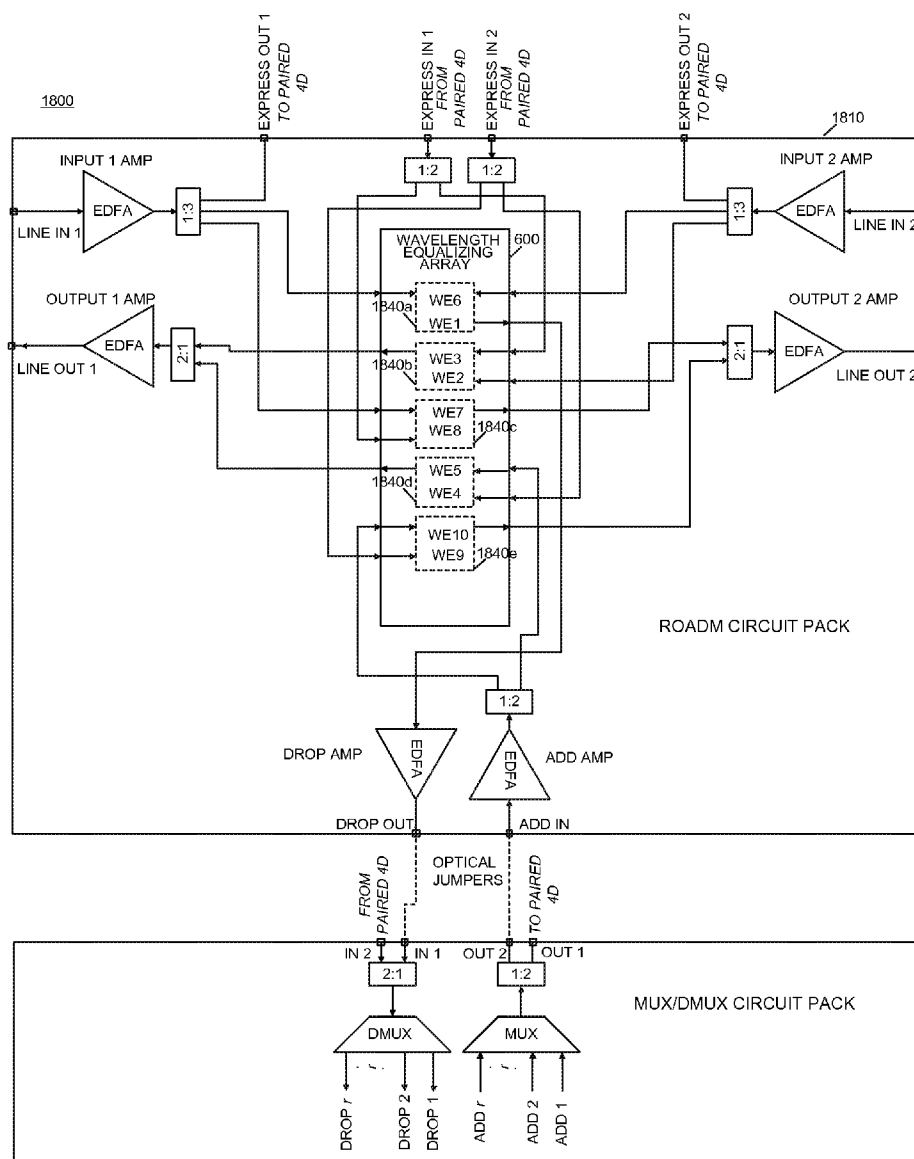 1800
EXPRESS OUT 1
TO PAIRED
4D
EXPRESS IN 1
FROM
PAIRED 4D
EXPRESS IN 2
FROM
PAIRED 4D
EXPRESS OUT 2
TO PAIRED
4D
1810
INPUT 1 AMP
EDFA
1:3
LINE IN 1
1:2
1:2
INPUT 2 AMP
1:3
EDFA
LINE IN 2
WAVELENGTH
EQUALIZING
ARRAY
600
OUTPUT 1 AMP
EDFA
2:1
LINE OUT 1
1840a
WE6
WE1
1840b
WE3
WE2
WE7
WE8
1840c
1840d
WE5
WE4
WE10
WE9
1840e
OUTPUT 2 AMP
2:1
EDFA
LINE OUT 2
ROADM CIRCUIT PACK
1:2
DROP AMP
EDFA
EDFA
ADD AMP
DROP OUT
ADD IN
OPTICAL
JUMPERS
FROM
PAIRED 4D
TO PAIRED
4D
IN 2
IN 1
OUT 2
OUT 1
2:1
1:2
MUX/DMUX CIRCUIT PACK
DMUX
MUX
. r .
. r .
DROP r
DROP 2
DROP 1
ADD r
ADD 2
ADD 1